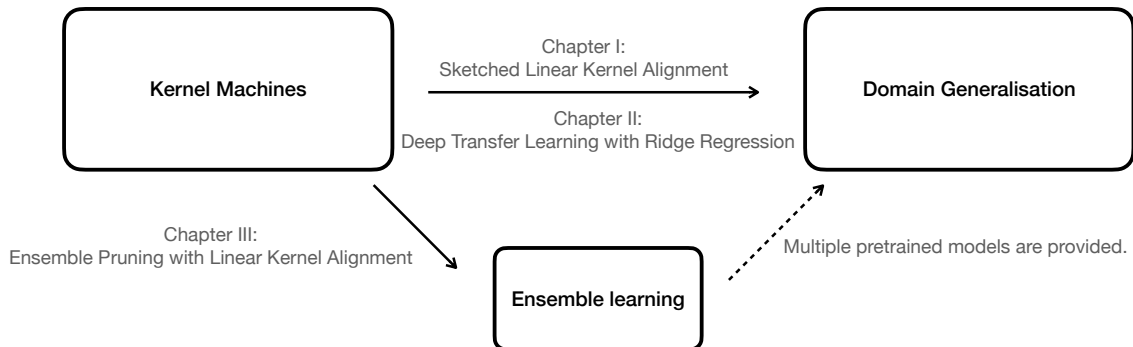 Kernel Machines
Chapter I:
Sketched Linear Kernel Alignment
Chapter II:
Deep Transfer Learning with Ridge Regression
Domain Generalisation
Chapter III:
Ensemble Pruning with Linear Kernel Alignment
Ensemble learning
Multiple pretrained models are provided.